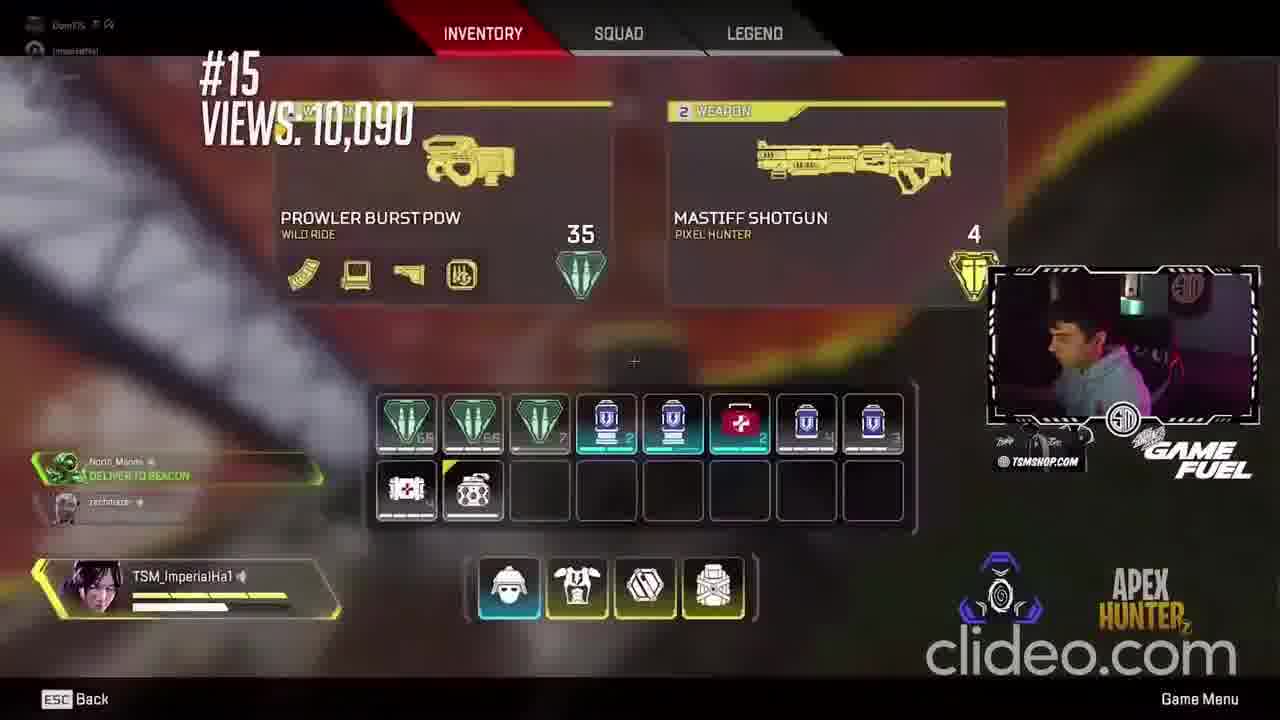 INVENTORY
SQUAD
LEGEND
#15
VIEWS: 10,090
2 WEAPON
PROWLER BURST PDW
WILD RIDE
35
MASTIFF SHOTGUN
PIXEL HUNTER
4
DELIVER TO BEACON
TSM_ImperialHal
TSMSHOP.COM
GAME
FUEL
APEX
HUNTERZ
clideo.com
ESC Back
Game Menu